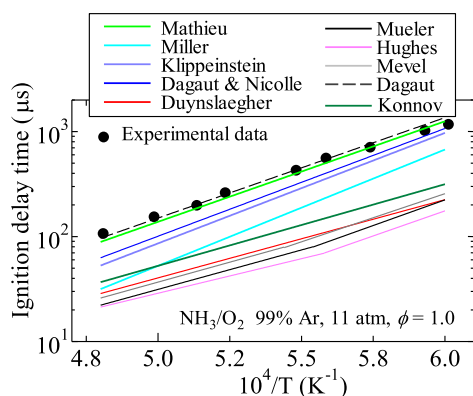 Mathieu
Miller
Klippeinstein
Dagaut & Nicolle
Duynslaegher
Mueler
Hughes
Mevel
Dagaut
Konnov
Experimental data
Ignition delay time ( μs)
10³
10²
10¹
NH₃/O₂ 99% Ar, 11 atm, ϕ = 1.0
4.8 5.0 5.2 5.4 5.6 5.8 6.0
10⁴/T (K⁻¹)